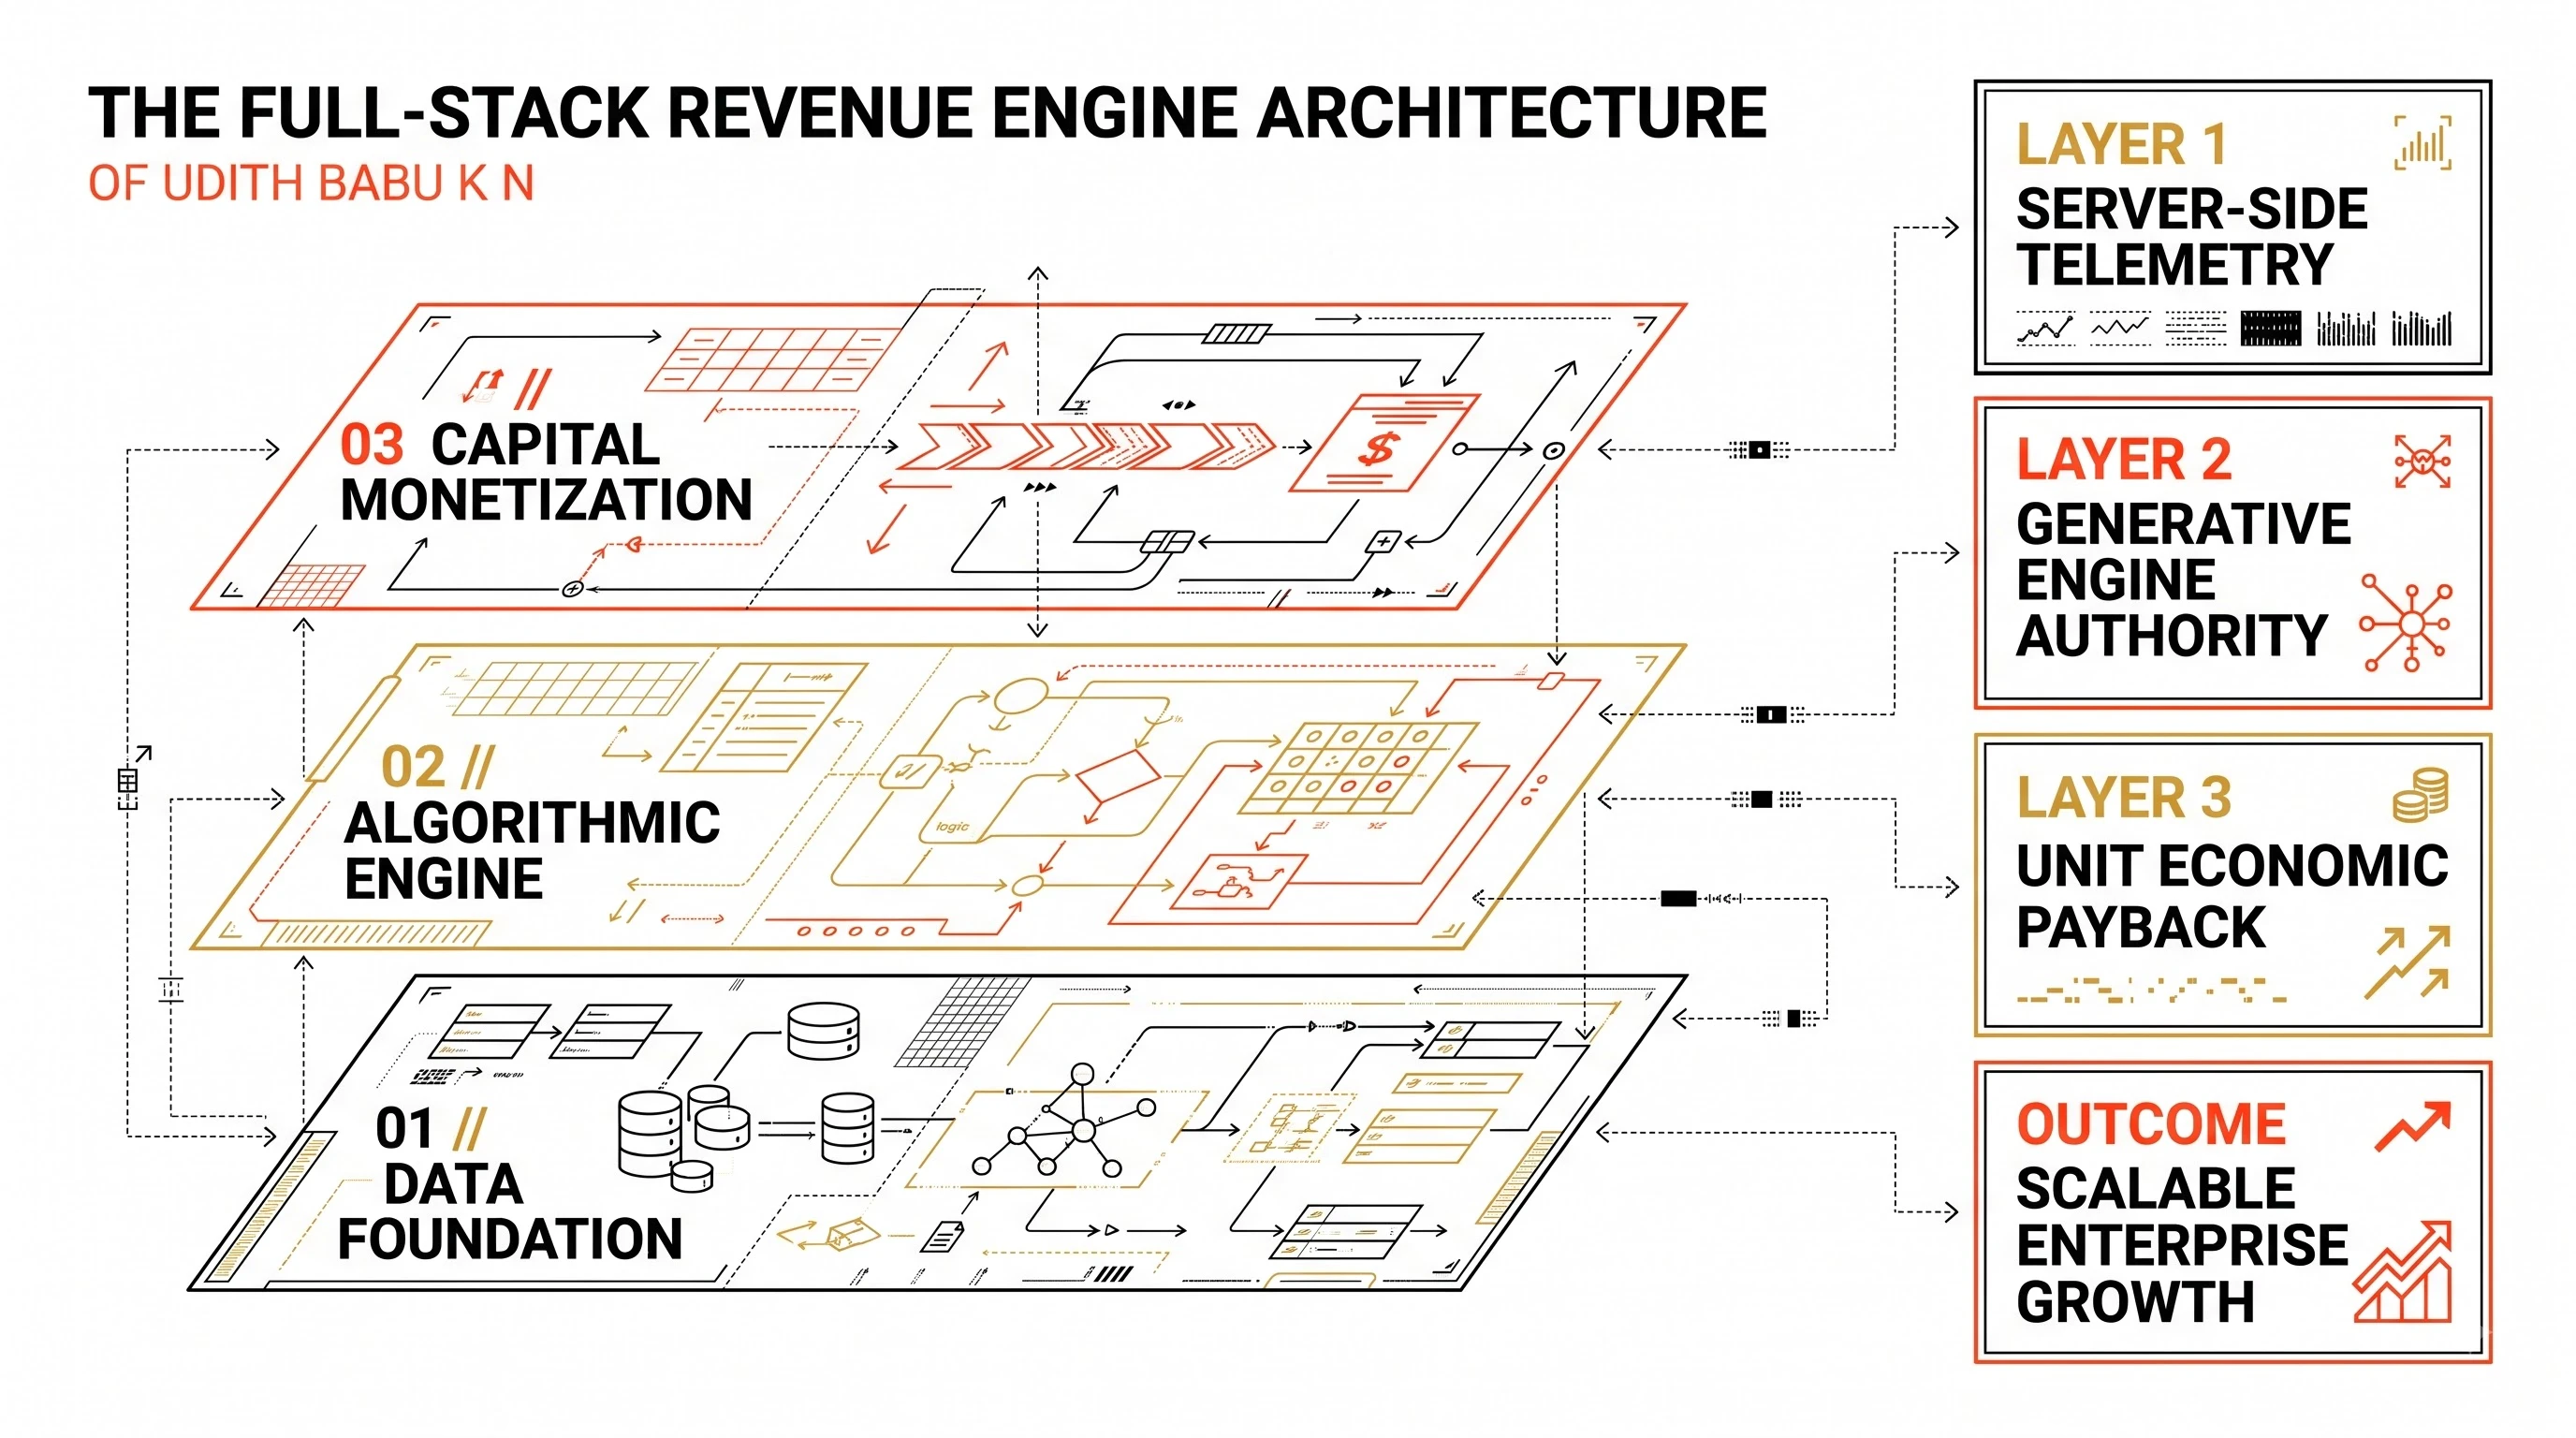 THE FULL-STACK REVENUE ENGINE ARCHITECTURE
OF UDITH BABU K N
03 CAPITAL
MONETIZATION
$
02 //
ALGORITHMIC
ENGINE
logic
01 //
DATA
FOUNDATION
LAYER 1
SERVER-SIDE
TELEMETRY
LAYER 2
GENERATIVE
ENGINE
AUTHORITY
LAYER 3
UNIT ECONOMIC
PAYBACK
OUTCOME
SCALABLE
ENTERPRISE
GROWTH